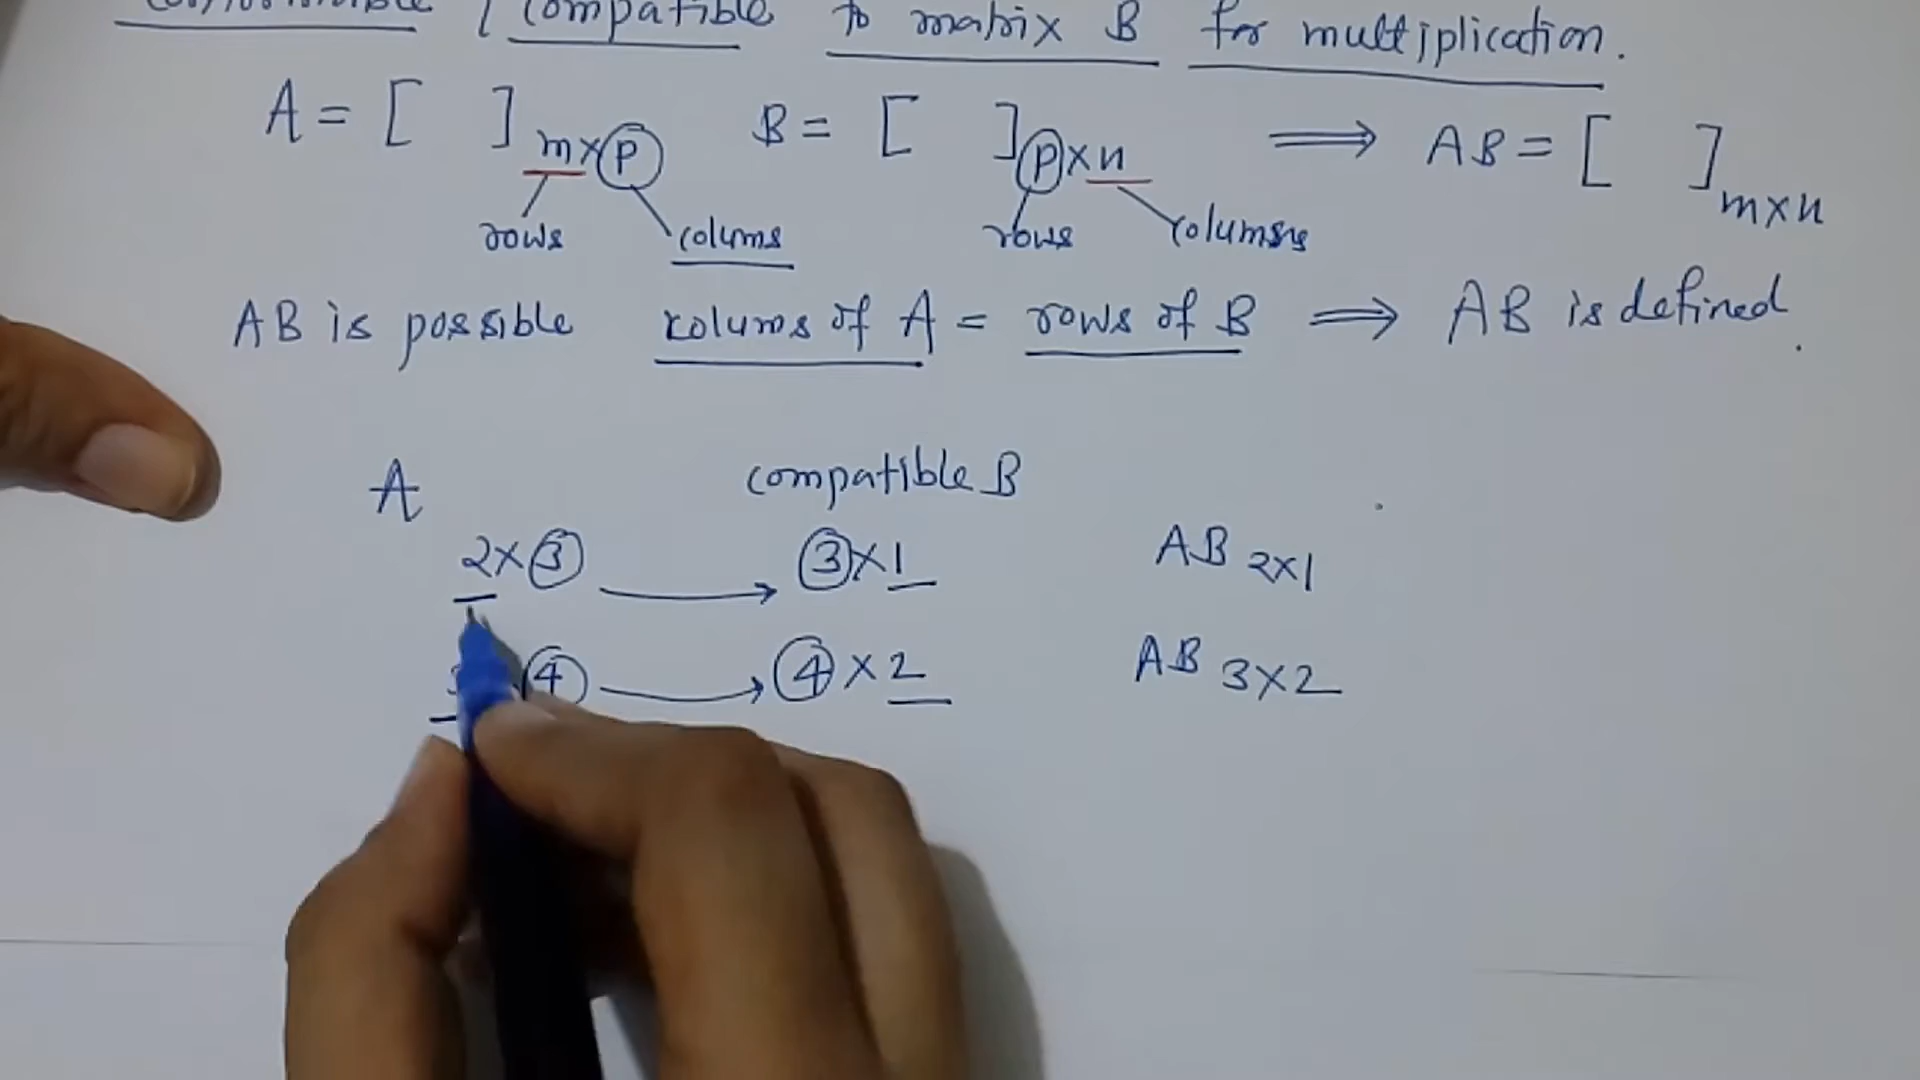 compatible to matrix B for multiplication.
A = [ ] m×p B = [ ] p×n ⟹ AB = [ ] m×n
rows colums rows columsns
AB is possible colums of A = rows of B ⟹ AB is defined.
A compatible B
2×3 → 3×1 AB 2×1
4 → 4×2 AB 3×2